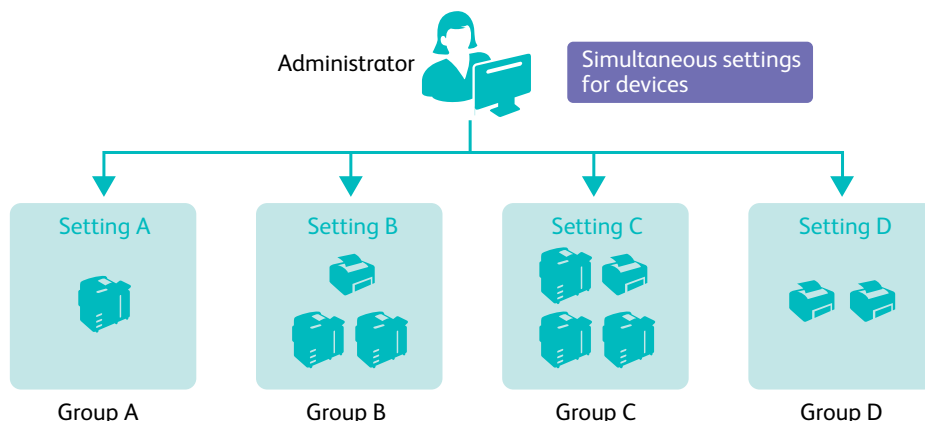 Administrator
Simultaneous settings
for devices
Setting A
Setting B
Setting C
Setting D
Group A
Group B
Group C
Group D